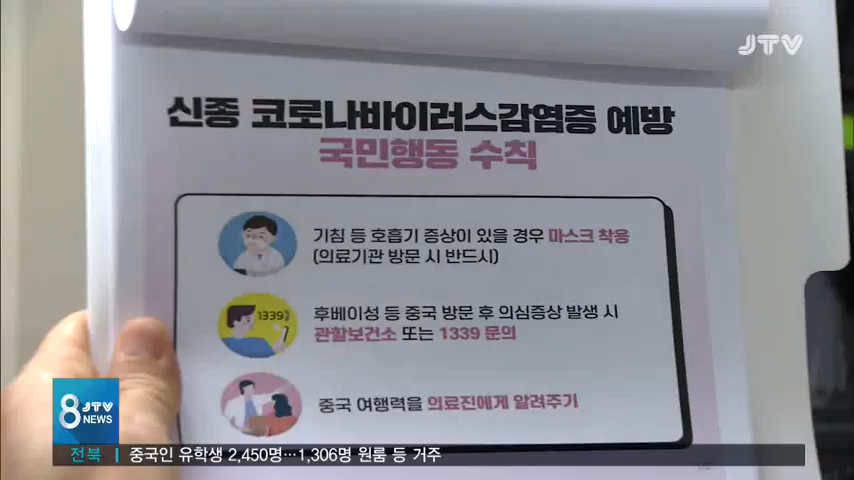 JTV
신종 코로나바이러스감염증 예방
국민행동 수칙
기침 등 호흡기 증상이 있을 경우 마스크 착용
(의료기관 방문 시 반드시)
1339
후베이성 등 중국 방문 후 의심증상 발생 시
관할보건소 또는 1339 문의
중국 여행력을 의료진에게 알려주기
8 JTV
NEWS
전북 | 중국인 유학생 2,450명…1,306명 원룸 등 거주